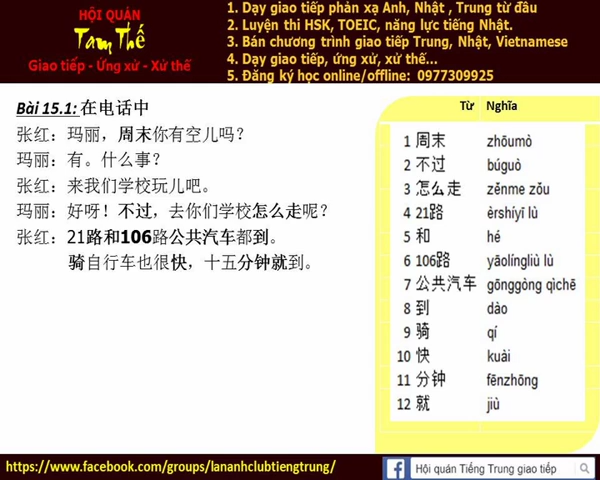 HỘI QUÁN
Tam Thế
Giao tiếp - Ứng xử - Xử thế
1. Dạy giao tiếp phản xạ Anh, Nhật , Trung từ đầu
2. Luyện thi HSK, TOEIC, năng lực tiếng Nhật.
3. Bán chương trình giao tiếp Trung, Nhật, Vietnamese
4. Dạy giao tiếp, ứng xử, xử thế...
5. Đăng ký học online/offline: 0977309925
Bài 15.1: 在电话中
张红：玛丽，周末你有空儿吗？
玛丽：有。什么事？
张红：来我们学校玩儿吧。
玛丽：好呀！不过，去你们学校怎么走呢？
张红：21路和106路公共汽车都到。
骑自行车也很快，十五分钟就到。
Từ Nghĩa
1 周末 zhōumò
2 不过 búguò
3 怎么走 zěnme zǒu
4 21路 èrshíyī lù
5 和 hé
6 106路 yāolíngliù lù
7 公共汽车 gōnggòng qìchē
8 到 dào
9 骑 qí
10 快 kuài
11 分钟 fēnzhōng
12 就 jiù
https://www.facebook.com/groups/lananhclubtiengtrung/
f Hội quán Tiếng Trung giao tiếp